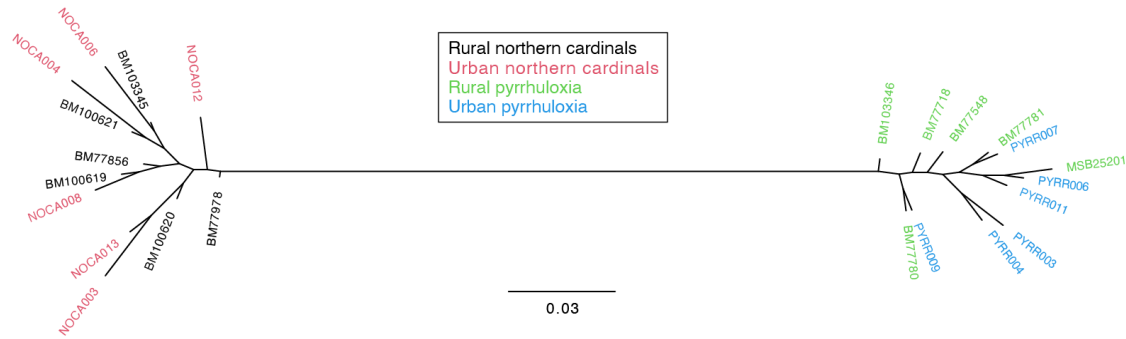 Rural northern cardinals
Urban northern cardinals
Rural pyrrhuloxia
Urban pyrrhuloxia
NOCA006
NOCA004
BM103345
NOCA012
BM100621
BM77856
BM100619
NOCA008
NOCA013
NOCA003
BM100620
BM77978
BM103346
BM77718
BM77548
BM77781
PYRR007
MSB25201
PYRR006
PYRR011
PYRR003
PYRR004
PYRR009
BM77780
0.03